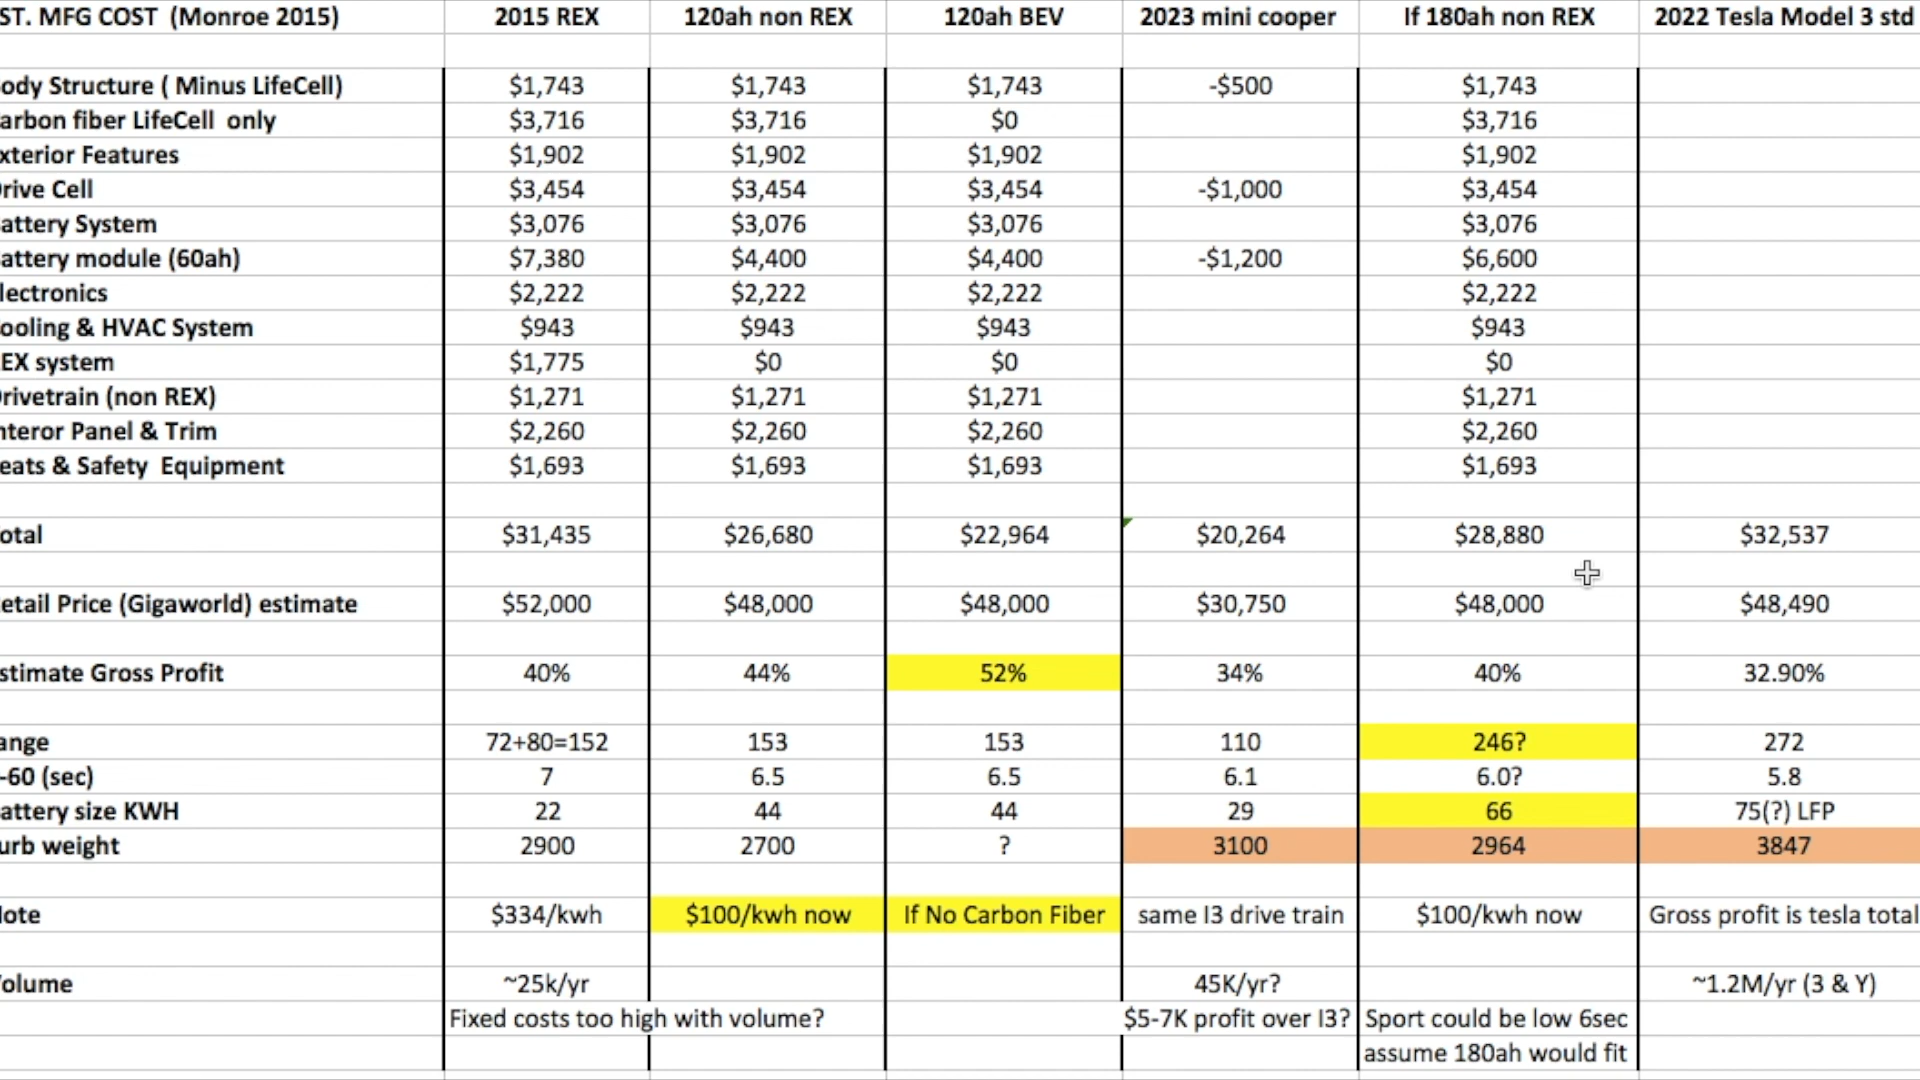 ST. MFG COST (Monroe 2015) 2015 REX 120ah non REX 120ah BEV 2023 mini cooper If 180ah non REX 2022 Tesla Model 3 std
ody Structure ( Minus LifeCell) $1,743 $1,743 $1,743 -$500 $1,743
arbon fiber LifeCell only $3,716 $3,716 $0 $3,716
xterior Features $1,902 $1,902 $1,902 $1,902
rive Cell $3,454 $3,454 $3,454 -$1,000 $3,454
attery System $3,076 $3,076 $3,076 $3,076
attery module (60ah) $7,380 $4,400 $4,400 -$1,200 $6,600
lectronics $2,222 $2,222 $2,222 $2,222
ooling & HVAC System $943 $943 $943 $943
EX system $1,775 $0 $0 $0
rivetrain (non REX) $1,271 $1,271 $1,271 $1,271
nteror Panel & Trim $2,260 $2,260 $2,260 $2,260
eats & Safety Equipment $1,693 $1,693 $1,693 $1,693
otal $31,435 $26,680 $22,964 $20,264 $28,880 $32,537
etail Price (Gigaworld) estimate $52,000 $48,000 $48,000 $30,750 $48,000 $48,490
stimate Gross Profit 40% 44% 52% 34% 40% 32.90%
ange 72+80=152 153 153 110 246? 272
-60 (sec) 7 6.5 6.5 6.1 6.0? 5.8
attery size KWH 22 44 44 29 66 75(?) LFP
urb weight 2900 2700 ? 3100 2964 3847
lote $334/kwh $100/kwh now If No Carbon Fiber same I3 drive train $100/kwh now Gross profit is tesla total
olume ~25k/yr 45K/yr? ~1.2M/yr (3 & Y)
Fixed costs too high with volume? $5-7K profit over I3? Sport could be low 6sec
assume 180ah would fit